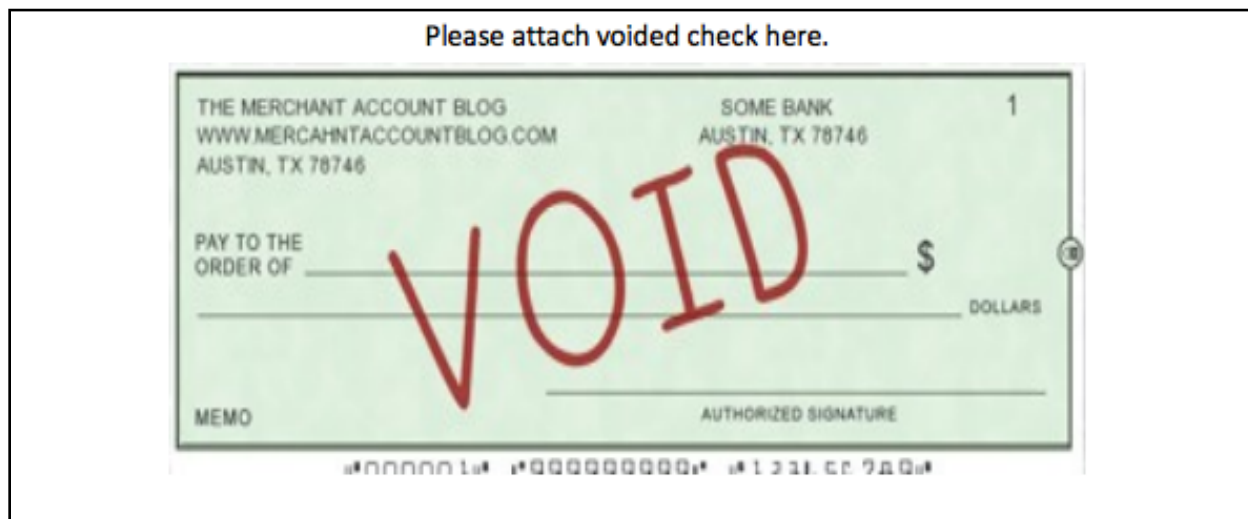 Please attach voided check here.
THE MERCHANT ACCOUNT BLOG
WWW.MERCAHNTACCOUNTBLOG.COM
AUSTIN, TX 78746
SOME BANK
AUSTIN, TX 78746
1
PAY TO THE
ORDER OF
$
DOLLARS
VOID
MEMO
AUTHORIZED SIGNATURE